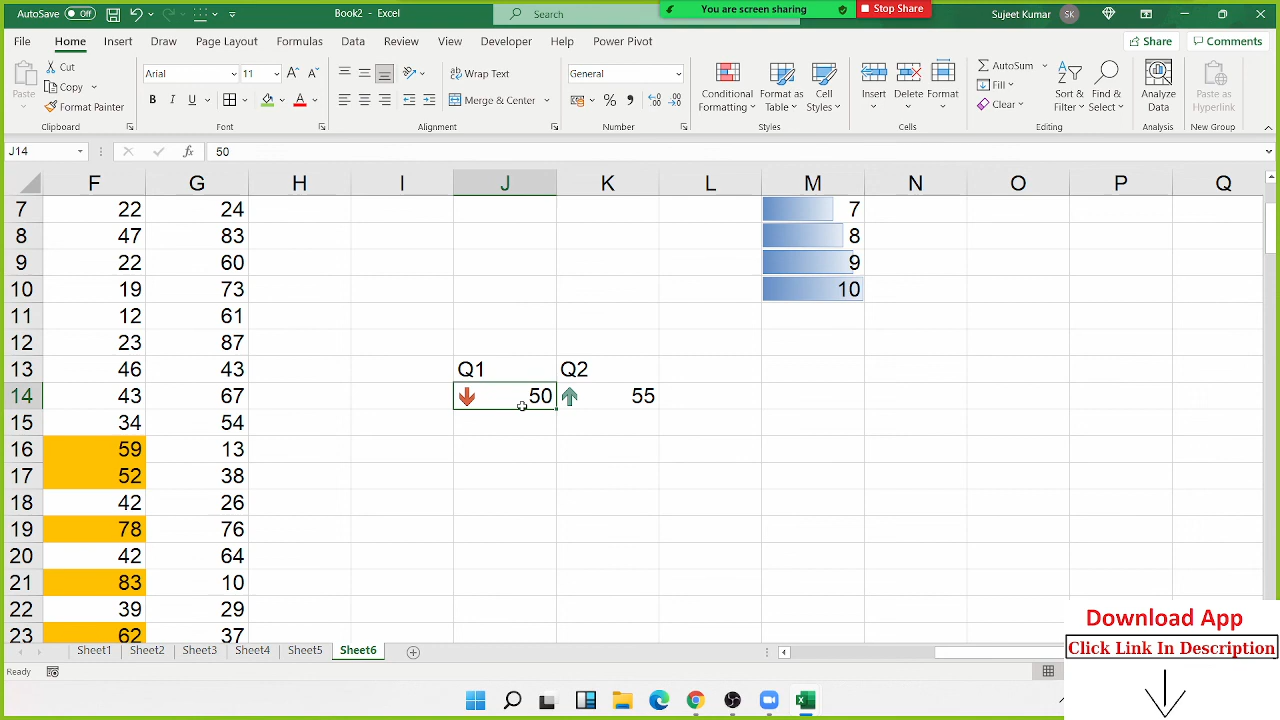 AutoSave Off Book2 - Excel Search You are screen sharing Stop Share Sujeet Kumar SK
File Home Insert Draw Page Layout Formulas Data Review View Developer Help Power Pivot Share Comments
Paste Cut Copy Format Painter Clipboard
Arial 11 B I U A Font
Wrap Text Merge & Center Alignment
General % Number
Conditional Formatting Format as Table Cell Styles Styles
Insert Delete Format Cells
AutoSum Fill Clear Sort & Filter Find & Select Editing
Analyze Data Analysis
Paste as Hyperlink New Group
J14 fx 50
F G H I J K L M N O P Q
7 22 24 7
8 47 83 8
9 22 60 9
10 19 73 10
11 12 61
12 23 87
13 46 43 Q1 Q2
14 43 67 50 55
15 34 54
16 59 13
17 52 38
18 42 26
19 78 76
20 42 64
21 83 10
22 39 29
23 62 37
Sheet1 Sheet2 Sheet3 Sheet4 Sheet5 Sheet6
Ready
Download App
Click Link In Description